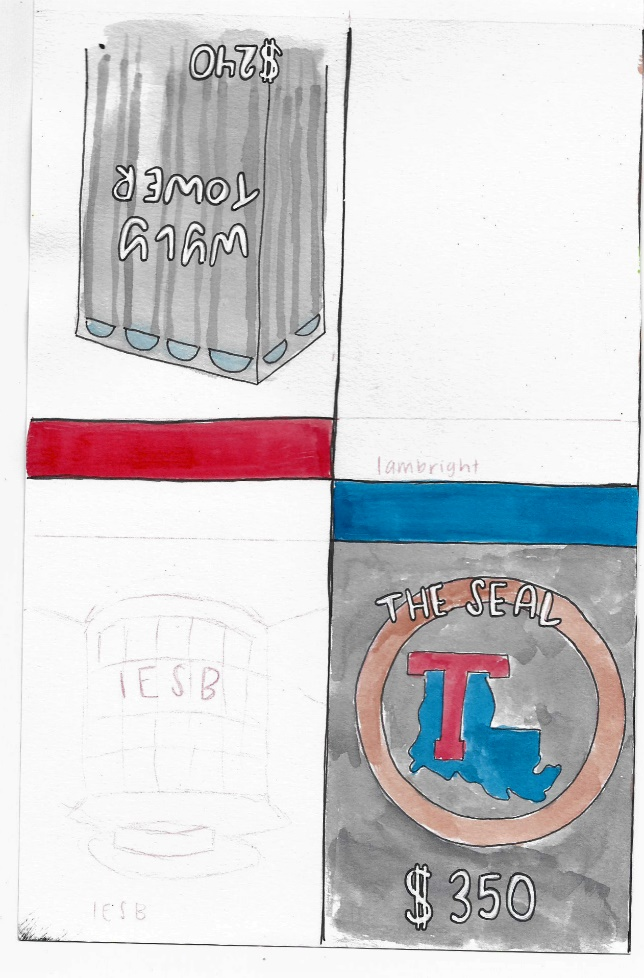 $240
WYLY
TOWER
lambright
IESB
IESB
THE SEAL
T
$350